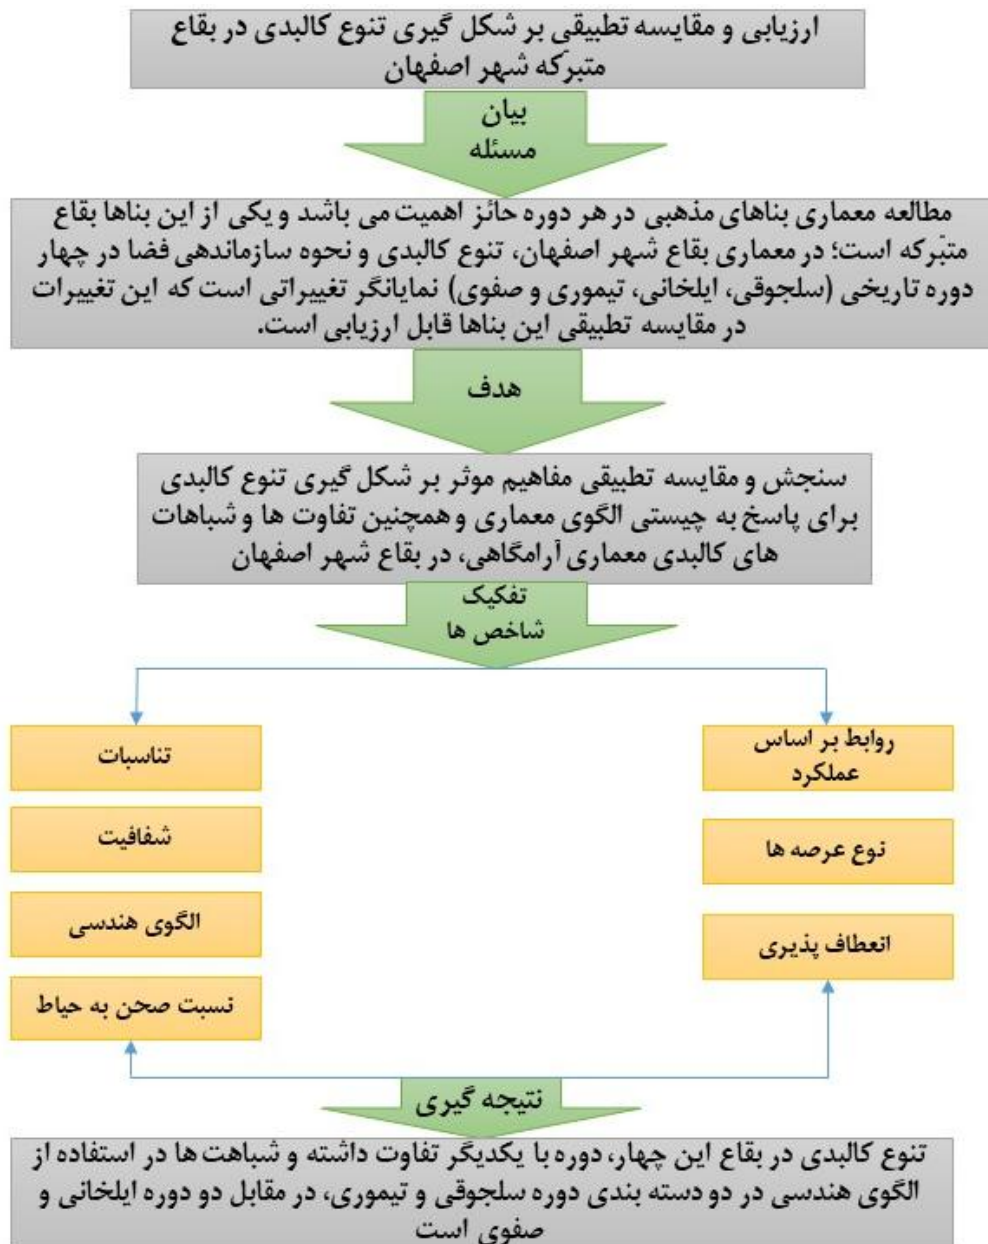 ارزیابی و مقایسه تطبیقی بر شکل گیری تنوع کالبدی در بقاع
متبرّکه شهر اصفهان
بیان
مسئله
مطالعه معماری بناهای مذهبی در هر دوره حائز اهمیت می باشد و یکی از این بناها بقاع
متبّرکه است؛ در معماری بقاع شهر اصفهان، تنوع کالبدی و نحوه سازماندهی فضا در چهار
دوره تاریخی (سلجوقی، ایلخانی، تیموری و صفوی) نمایانگر تغییراتی است که این تغییرات
در مقایسه تطبیقی این بناها قابل ارزیابی است.
هدف
سنجش و مقایسه تطبیقی مفاهیم موثر بر شکل گیری تنوع کالبدی
برای پاسخ به چیستی الگوی معماری و همچنین تفاوت ها و شباهات
های کالبدی معماری آرامگاهی، در بقاع شهر اصفهان
تفکیک
شاخص ها
روابط بر اساس
عملکرد
نوع عرصه ها
انعطاف پذیری
تناسبات
شفافیت
الگوی هندسی
نسبت صحن به حیاط
نتیجه گیری
تنوع کالبدی در بقاع این چهار، دوره با یکدیگر تفاوت داشته و شباهت ها در استفاده از
الگوی هندسی در دو دسته بندی دوره سلجوقی و تیموری، در مقابل دو دوره ایلخانی و
صفوی است